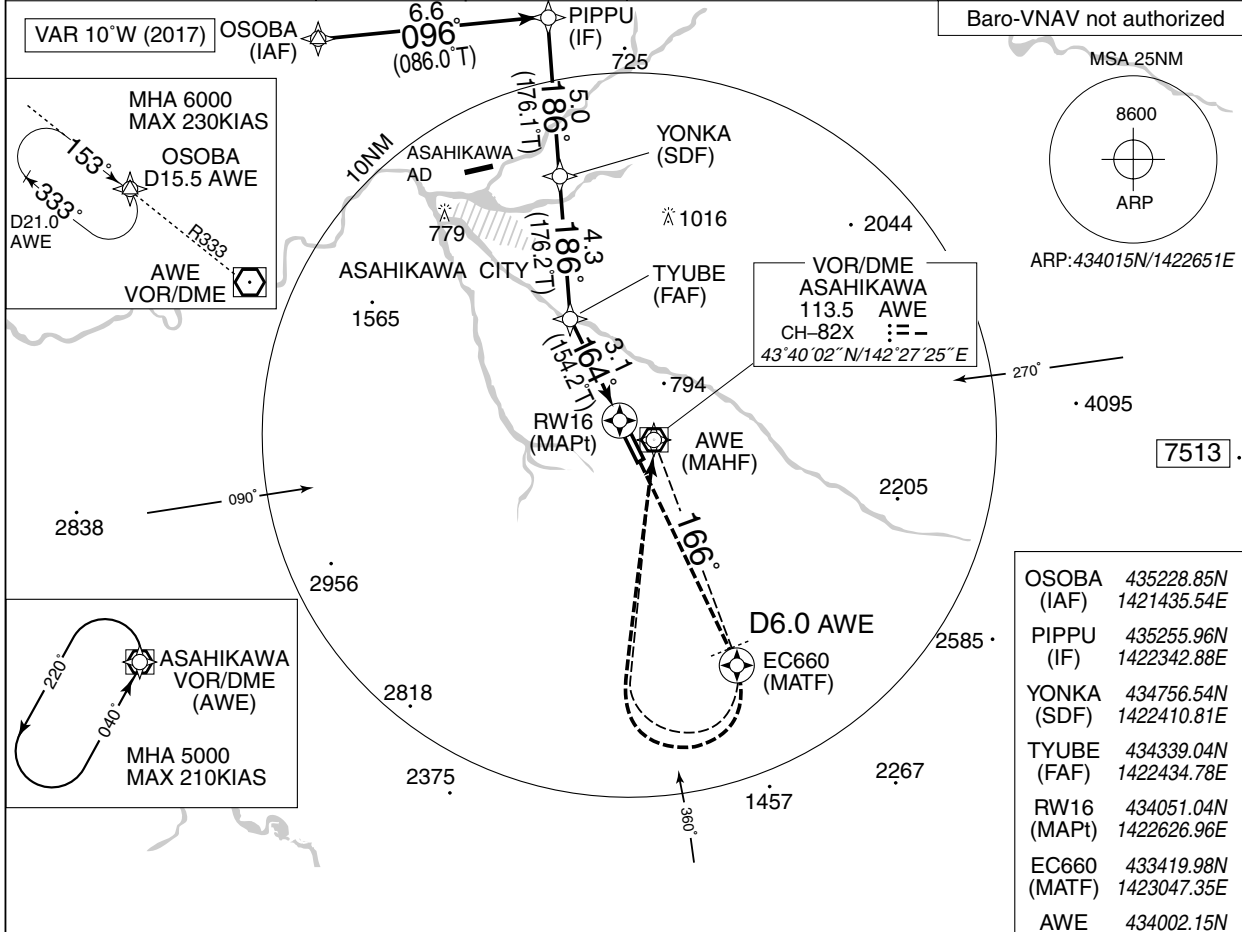 VAR 10°W (2017)
OSOBA
(IAF)
6.6
096°
(086.0°T)
PIPPU
(IF)
Baro-VNAV not authorized
MSA 25NM
8600
ARP
ARP:434015N/1422651E
MHA 6000
MAX 230KIAS
153°
OSOBA
D15.5 AWE
333°
D21.0
AWE
R333
AWE
VOR/DME
725
5.0
186°
(176.1°T)
10NM
ASAHIKAWA
AD
YONKA
(SDF)
779
1016
2044
ASAHIKAWA CITY
4.3
186°
(176.2°T)
TYUBE
(FAF)
VOR/DME
ASAHIKAWA
113.5 AWE
CH–82X
43°40´02˝N/142°27´25˝E
1565
3.1
164°
(154.2°T)
794
270°
4095
RW16
(MAPt)
AWE
(MAHF)
7513
090°
2838
2205
166°
2956
D6.0 AWE
EC660
(MATF)
2585
220°
040°
ASAHIKAWA
VOR/DME
(AWE)
MHA 5000
MAX 210KIAS
2818
2375
1457
2267
360°
OSOBA 435228.85N
(IAF) 1421435.54E
PIPPU 435255.96N
(IF) 1422342.88E
YONKA 434756.54N
(SDF) 1422410.81E
TYUBE 434339.04N
(FAF) 1422434.78E
RW16 434051.04N
(MAPt) 1422626.96E
EC660 433419.98N
(MATF) 1423047.35E
AWE 434002.15N